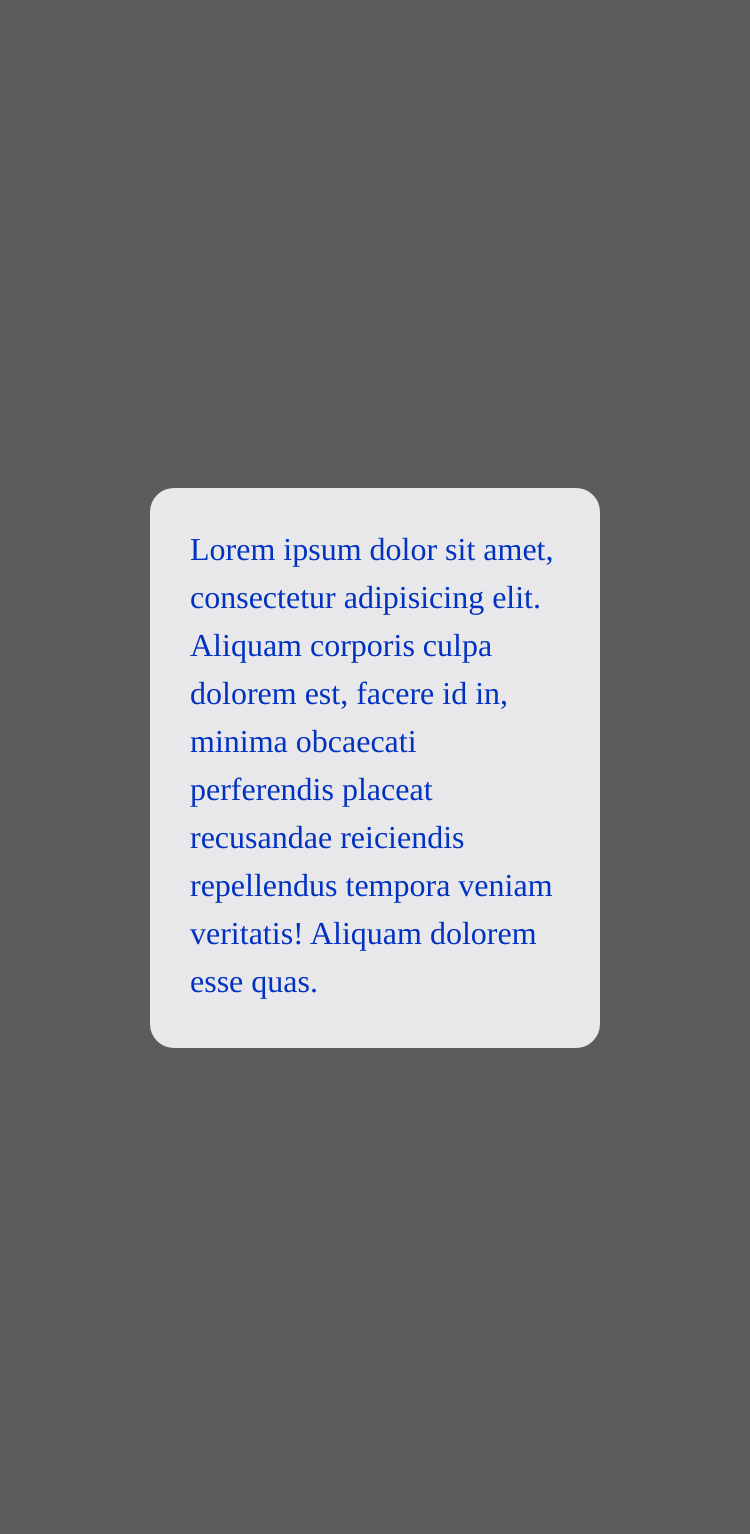 Lorem ipsum dolor sit amet,
consectetur adipisicing elit.
Aliquam corporis culpa
dolorem est, facere id in,
minima obcaecati
perferendis placeat
recusandae reiciendis
repellendus tempora veniam
veritatis! Aliquam dolorem
esse quas.